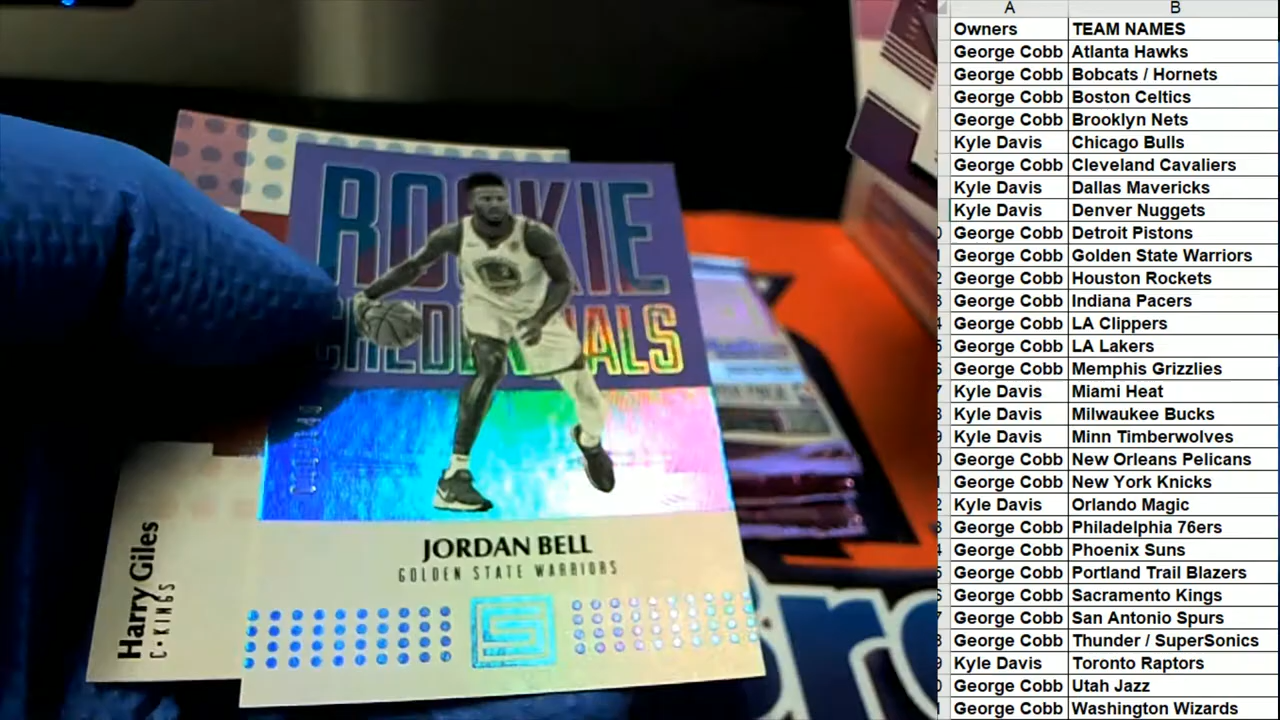 ROOKIE
CREDENTIALS
JORDAN BELL
GOLDEN STATE WARRIORS
Harry Giles
C•KINGS
A B
Owners TEAM NAMES
George Cobb Atlanta Hawks
George Cobb Bobcats / Hornets
George Cobb Boston Celtics
George Cobb Brooklyn Nets
Kyle Davis Chicago Bulls
George Cobb Cleveland Cavaliers
Kyle Davis Dallas Mavericks
Kyle Davis Denver Nuggets
George Cobb Detroit Pistons
George Cobb Golden State Warriors
George Cobb Houston Rockets
George Cobb Indiana Pacers
George Cobb LA Clippers
George Cobb LA Lakers
George Cobb Memphis Grizzlies
Kyle Davis Miami Heat
Kyle Davis Milwaukee Bucks
Kyle Davis Minn Timberwolves
George Cobb New Orleans Pelicans
George Cobb New York Knicks
Kyle Davis Orlando Magic
George Cobb Philadelphia 76ers
George Cobb Phoenix Suns
George Cobb Portland Trail Blazers
George Cobb Sacramento Kings
George Cobb San Antonio Spurs
George Cobb Thunder / SuperSonics
Kyle Davis Toronto Raptors
George Cobb Utah Jazz
George Cobb Washington Wizards